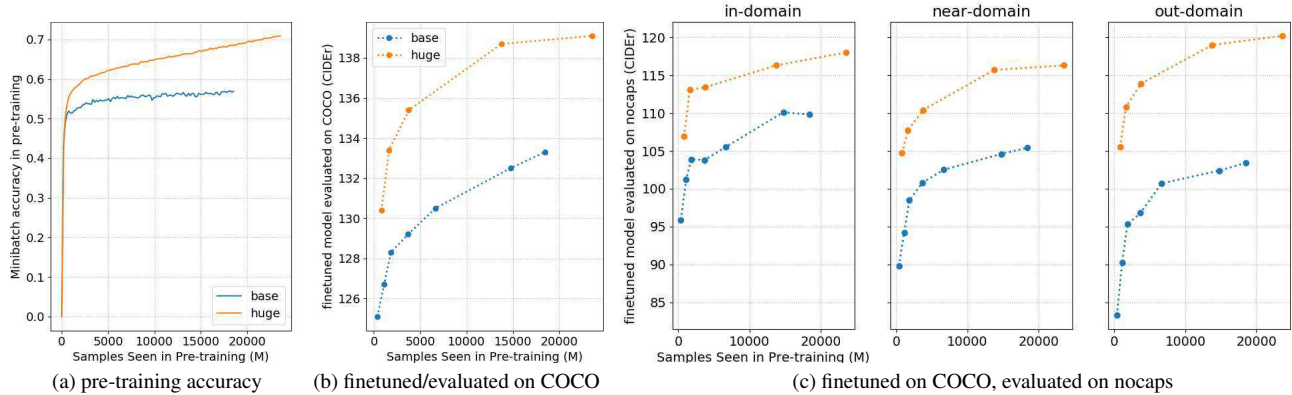 in-domain
near-domain
out-domain
Minibatch accuracy in pre-training
0.7
0.6
0.5
0.4
0.3
0.2
0.1
0.0
base
huge
0 5000 10000 15000 20000
Samples Seen in Pre-training (M)
(a) pre-training accuracy
finetuned model evaluated on COCO (CIDEr)
138
136
134
132
130
128
126
base
huge
0 5000 10000 15000 20000
Samples Seen in Pre-training (M)
(b) finetuned/evaluated on COCO
finetuned model evaluated on nocaps (CIDEr)
120
115
110
105
100
95
90
85
0 10000 20000
0 10000 20000
0 10000 20000
Samples Seen in Pre-training (M)
(c) finetuned on COCO, evaluated on nocaps